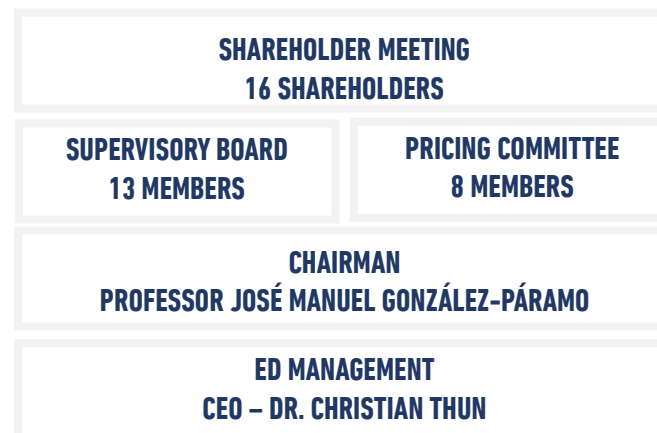 SHAREHOLDER MEETING
16 SHAREHOLDERS
SUPERVISORY BOARD
13 MEMBERS
PRICING COMMITTEE
8 MEMBERS
CHAIRMAN
PROFESSOR JOSÉ MANUEL GONZÁLEZ-PÁRAMO
ED MANAGEMENT
CEO – DR. CHRISTIAN THUN